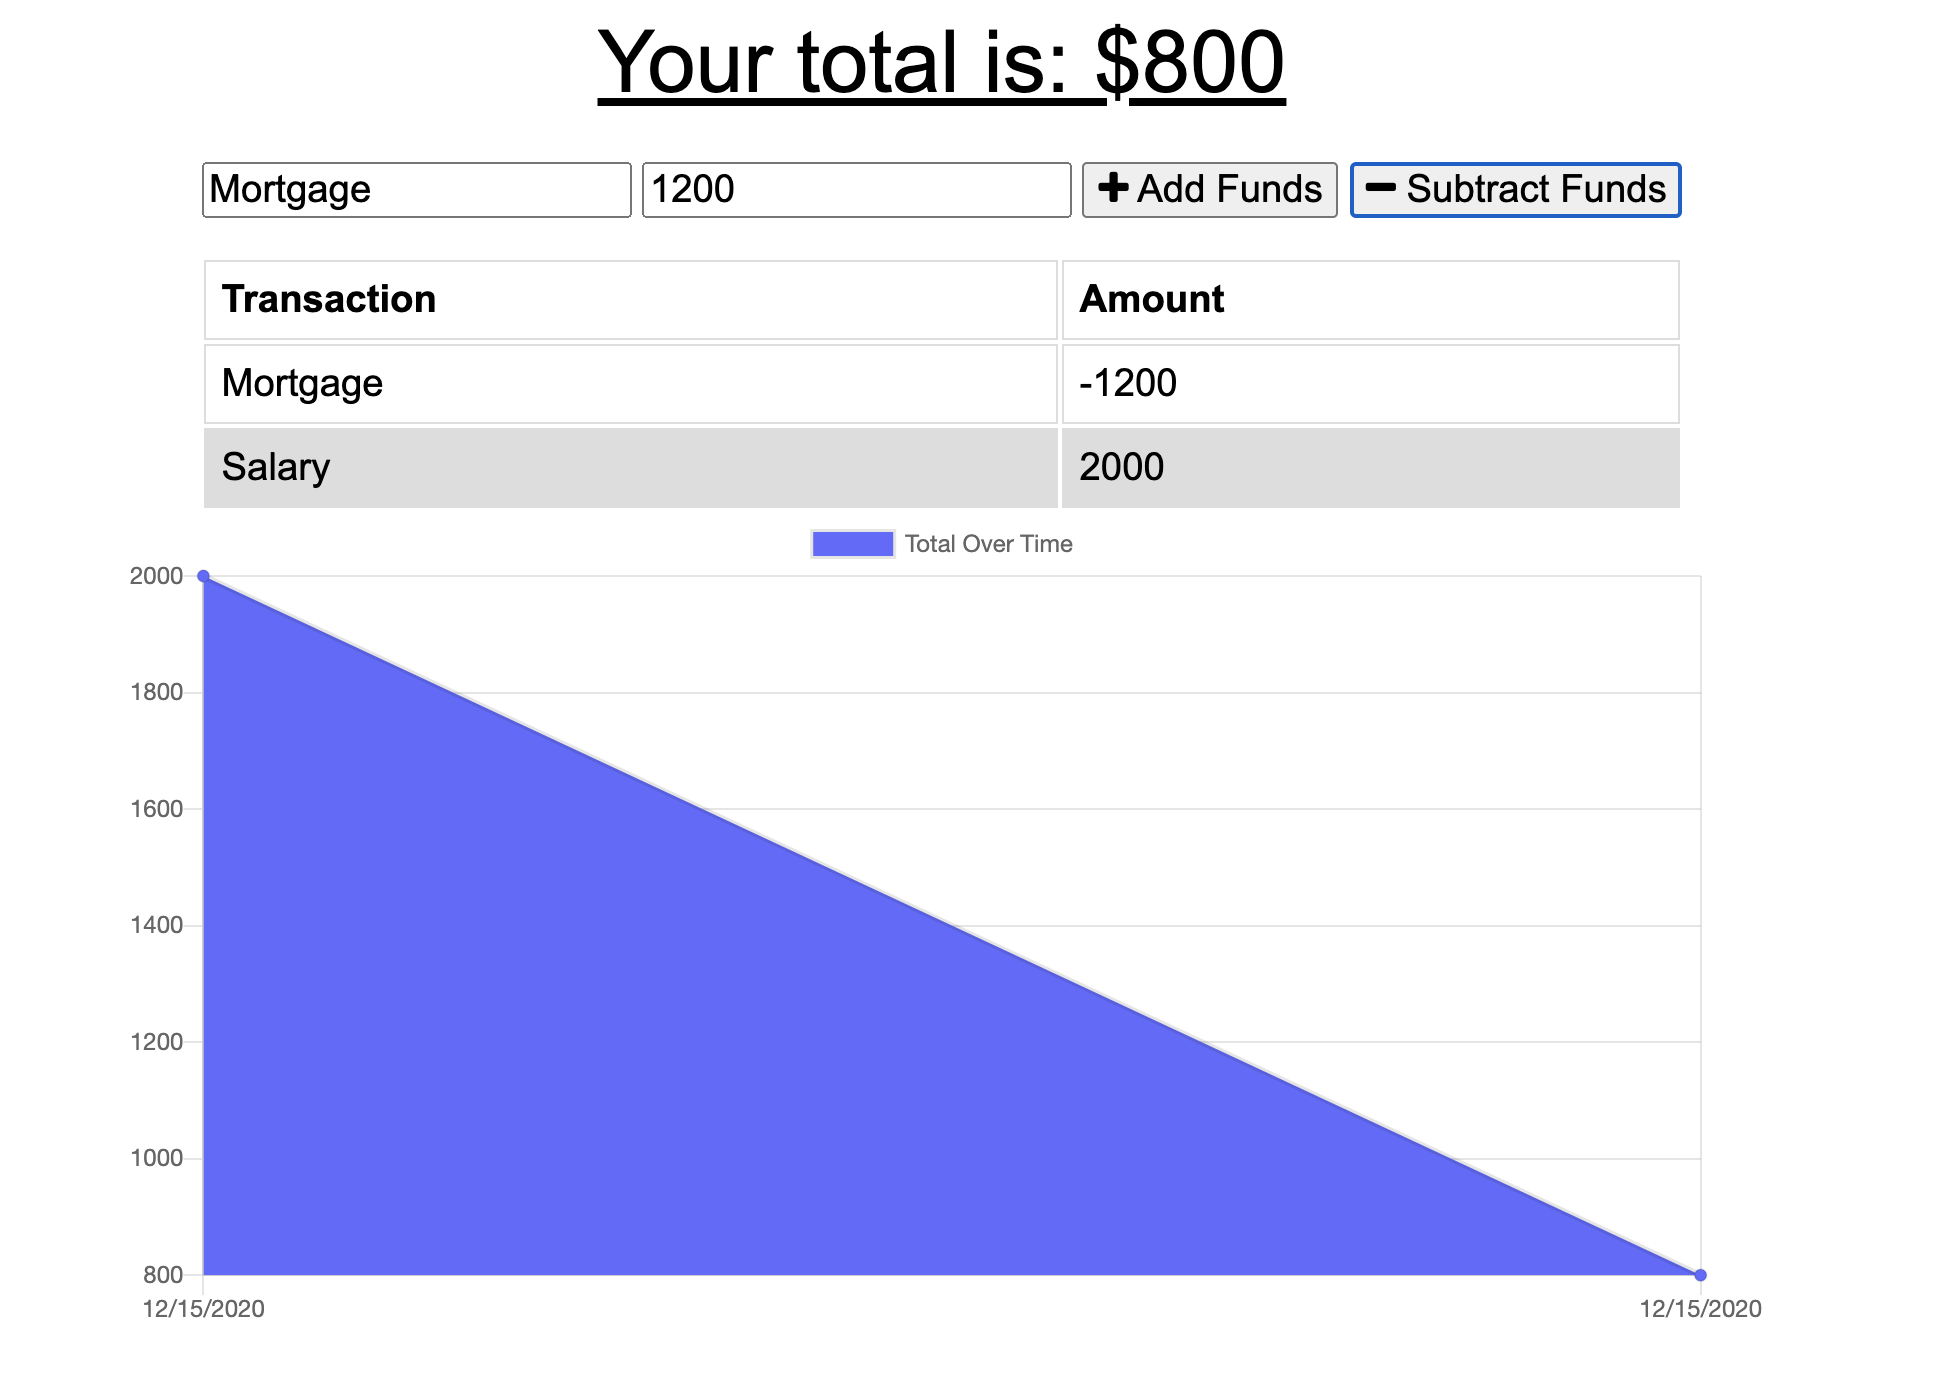 Your total is: $800
Mortgage 1200 Add Funds Subtract Funds
Transaction Amount
Mortgage -1200
Salary 2000
Total Over Time
2000
1800
1600
1400
1200
1000
800
12/15/2020 12/15/2020